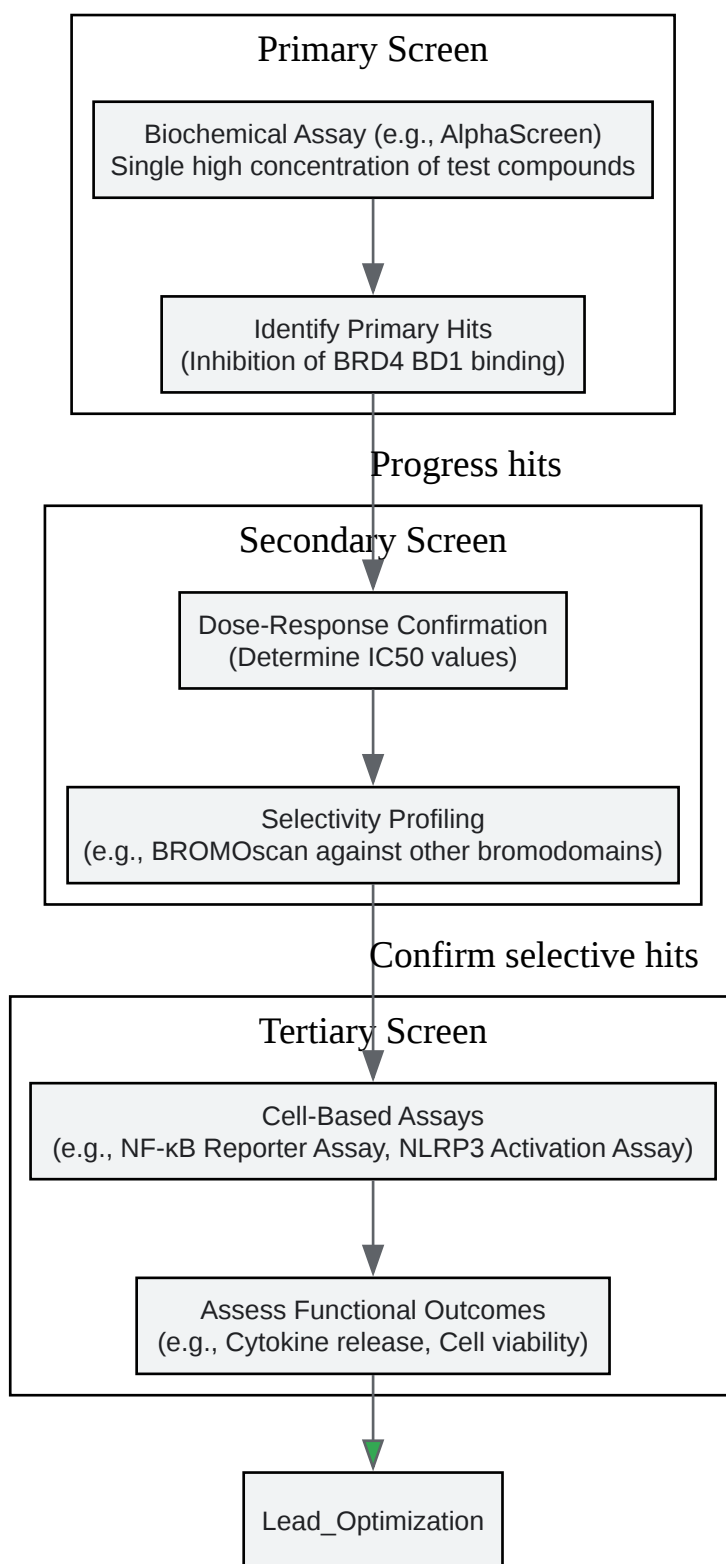 Primary Screen
Biochemical Assay (e.g., AlphaScreen)
Single high concentration of test compounds
Identify Primary Hits
(Inhibition of BRD4 BD1 binding)
Progress hits
Secondary Screen
Dose-Response Confirmation
(Determine IC50 values)
Selectivity Profiling
(e.g., BROMOscan against other bromodomains)
Confirm selective hits
Tertiary Screen
Cell-Based Assays
(e.g., NF-κB Reporter Assay, NLRP3 Activation Assay)
Assess Functional Outcomes
(e.g., Cytokine release, Cell viability)
Lead_Optimization